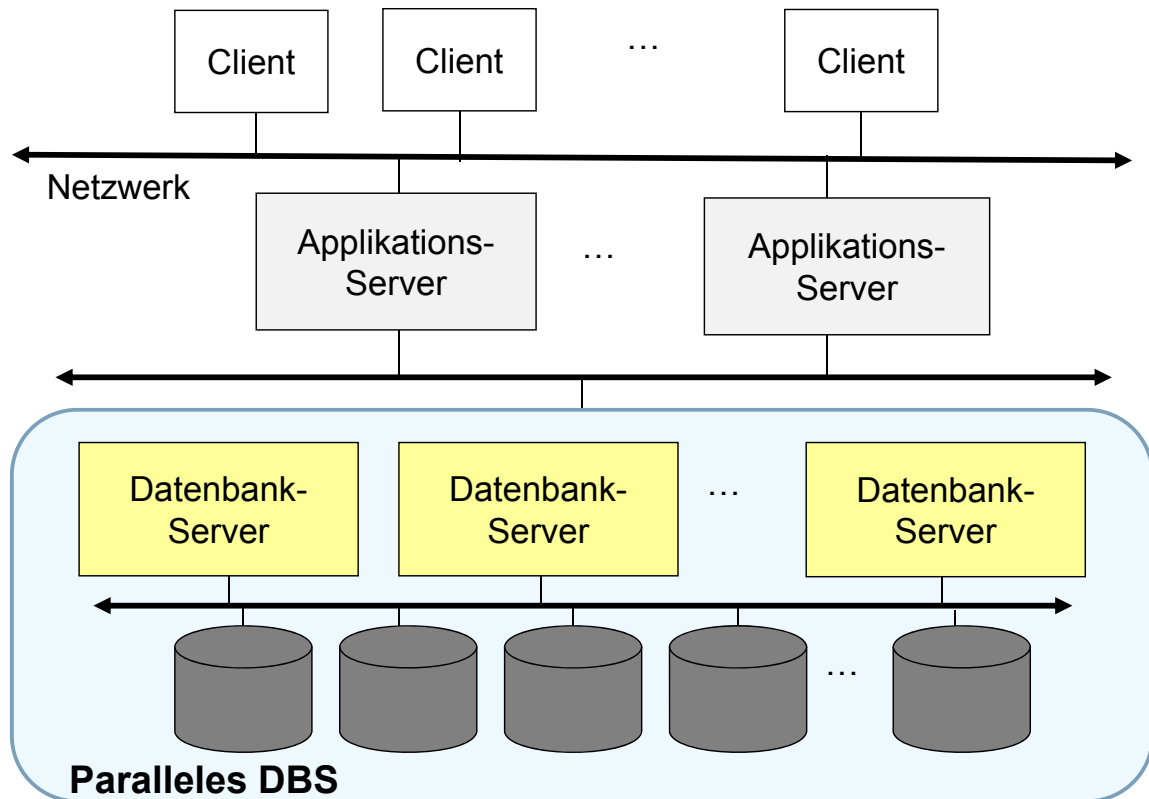 Client
Client
…
Client
Netzwerk
Applikations-
Server
…
Applikations-
Server
Datenbank-
Server
Datenbank-
Server
…
Datenbank-
Server
…
Paralleles DBS